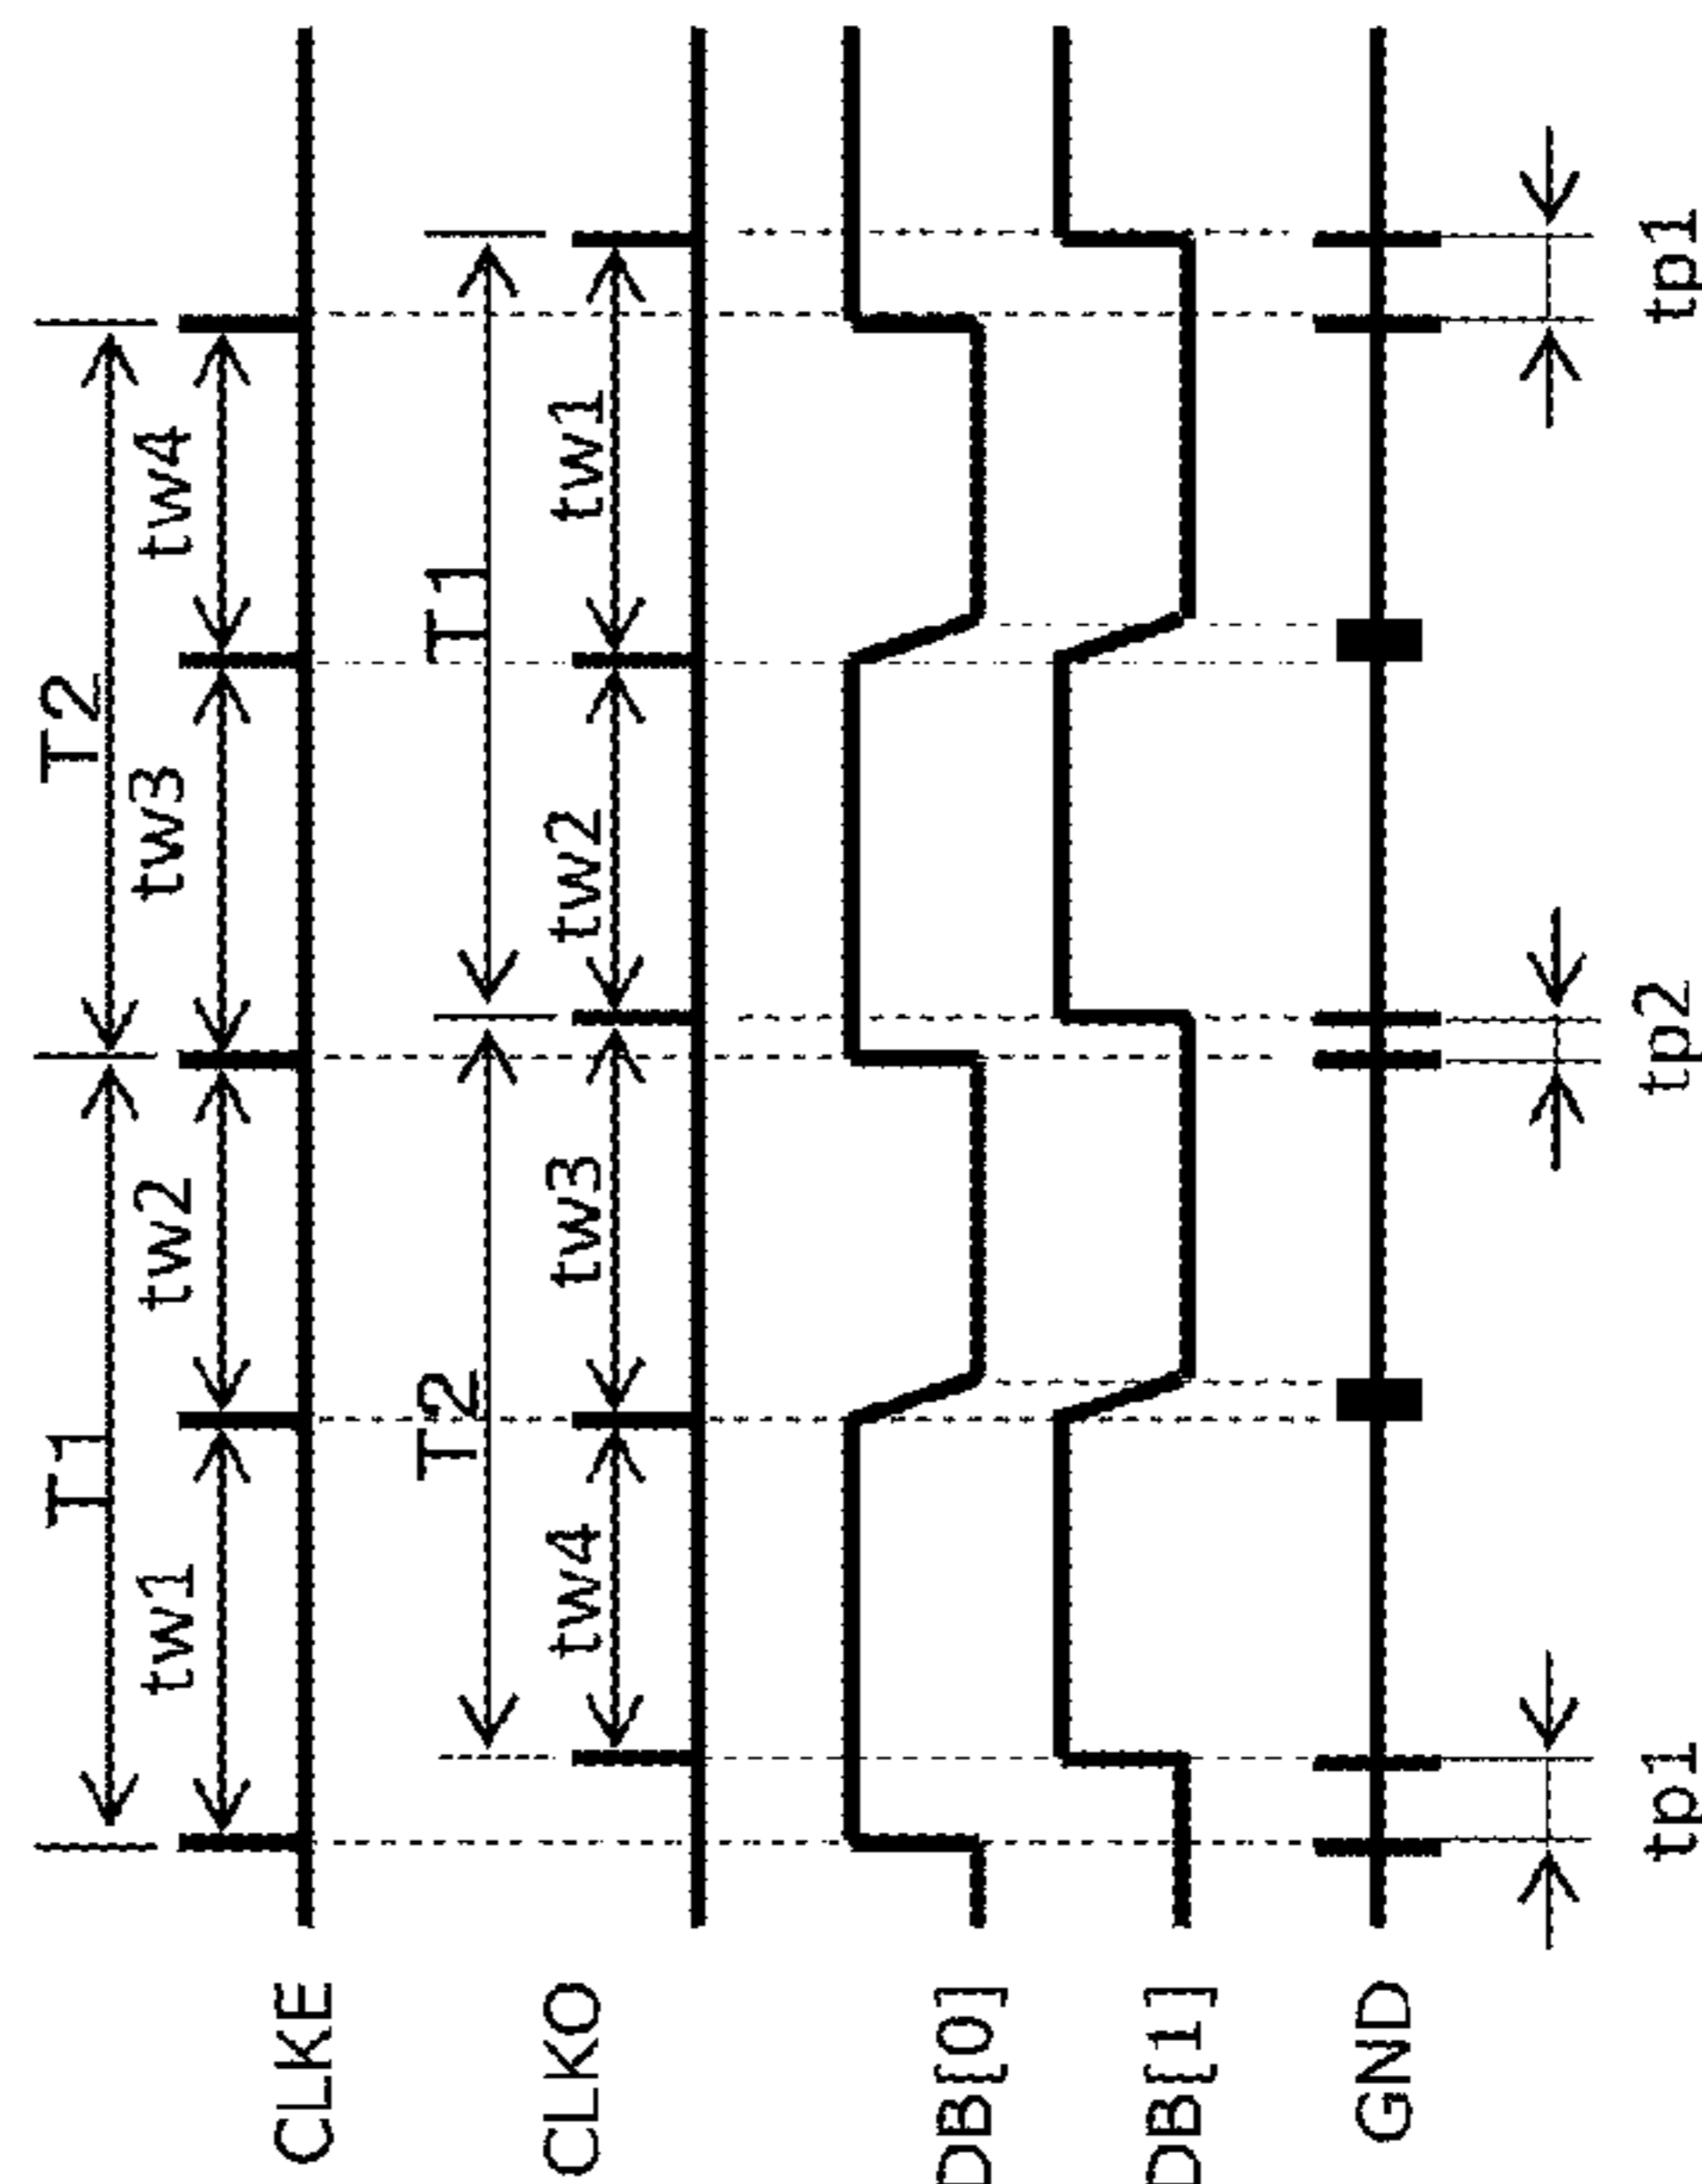 T1
T2
tw1
tw2
tw3
tw4
CLKE
T2
T1
tw4
tw3
tw2
tw1
CLKO
DB[0]
DB[1]
GND
tp1
tp2
tp1